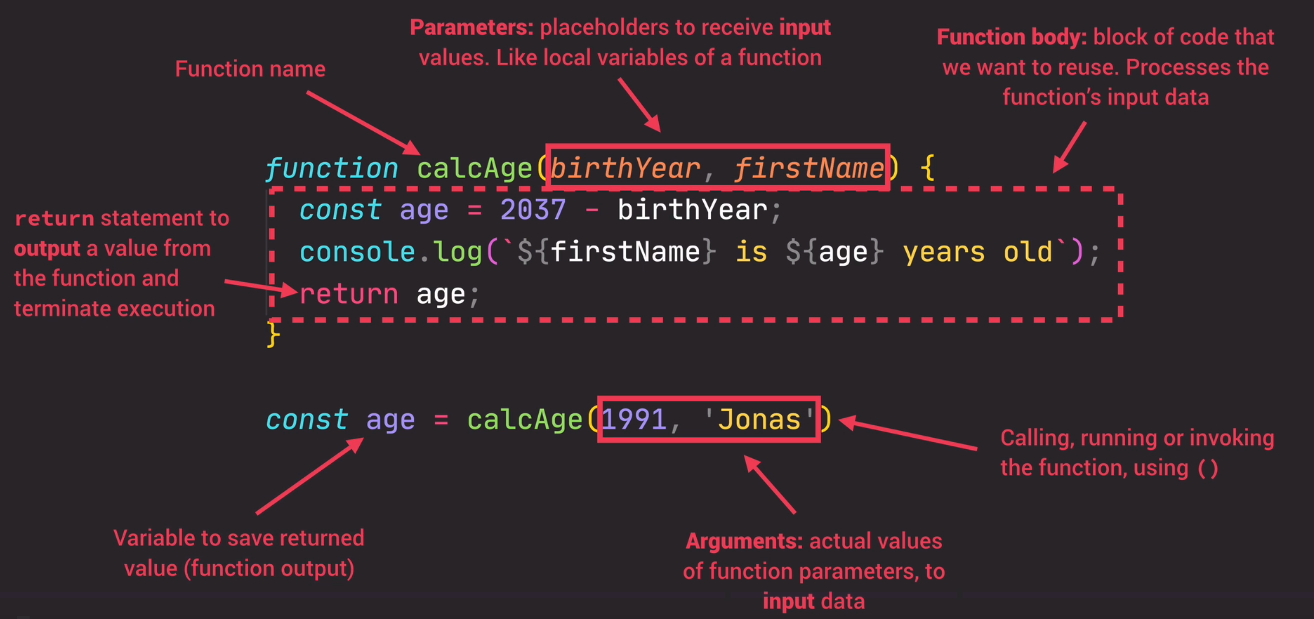 Parameters: placeholders to receive input
values. Like local variables of a function
Function body: block of code that
we want to reuse. Processes the
function’s input data
Function name
function calcAge(birthYear, firstName) {
const age = 2037 - birthYear;
console.log(`${firstName} is ${age} years old`);
return age;
}
return statement to
output a value from
the function and
terminate execution
const age = calcAge(1991, 'Jonas')
Calling, running or invoking
the function, using ()
Variable to save returned
value (function output)
Arguments: actual values
of function parameters, to
input data